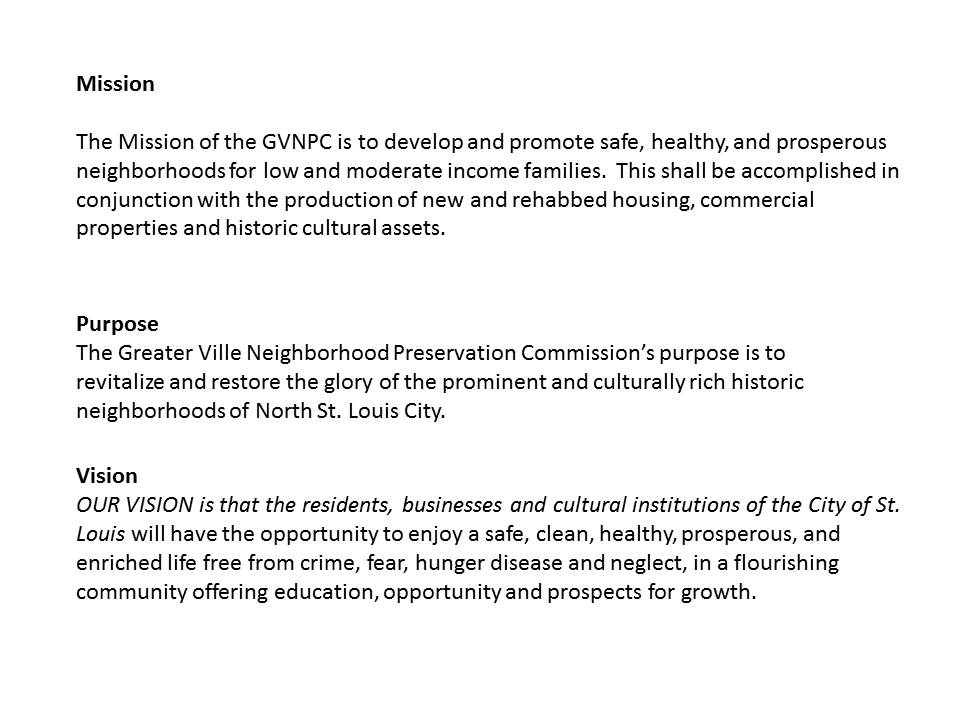 Mission
The Mission of the GVNPC is to develop and promote safe, healthy, and prosperous
neighborhoods for low and moderate income families. This shall be accomplished in
conjunction with the production of new and rehabbed housing, commercial
properties and historic cultural assets.
Purpose
The Greater Ville Neighborhood Preservation Commission’s purpose is to
revitalize and restore the glory of the prominent and culturally rich historic
neighborhoods of North St. Louis City.
Vision
OUR VISION is that the residents, businesses and cultural institutions of the City of St.
Louis will have the opportunity to enjoy a safe, clean, healthy, prosperous, and
enriched life free from crime, fear, hunger disease and neglect, in a flourishing
community offering education, opportunity and prospects for growth.